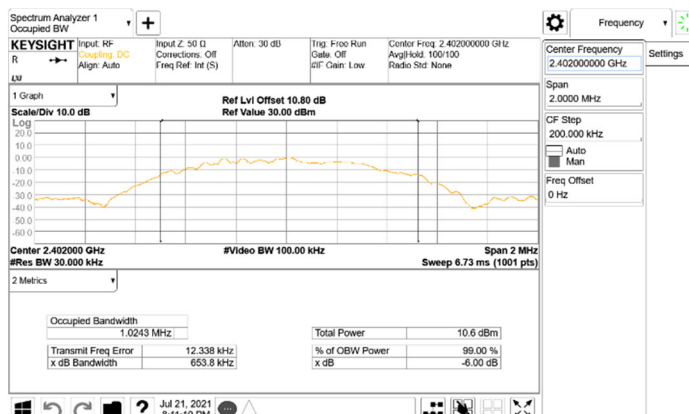 Spectrum Analyzer 1
Occupied BW
Frequency
KEYSIGHT
R
LXI
Input: RF
Coupling: DC
Align: Auto
Input Z: 50 Ω
Corrections: Off
Freq Ref: Int (S)
Atten: 30 dB
Trig: Free Run
Gate: Off
#IF Gain: Low
Center Freq: 2.402000000 GHz
Avg|Hold: 100/100
Radio Std: None
Center Frequency
2.402000000 GHz
Settings
Span
2.0000 MHz
CF Step
200.000 kHz
Auto
Man
Freq Offset
0 Hz
1 Graph
Scale/Div 10.0 dB
Ref Lvl Offset 10.80 dB
Ref Value 30.00 dBm
Log
20.0
10.0
0.00
-10.0
-20.0
-30.0
-40.0
-50.0
-60.0
Center 2.402000 GHz
#Res BW 30.000 kHz
#Video BW 100.00 kHz
Span 2 MHz
Sweep 6.73 ms (1001 pts)
2 Metrics
Occupied Bandwidth
1.0243 MHz
Total Power 10.6 dBm
Transmit Freq Error 12.338 kHz
% of OBW Power 99.00 %
x dB Bandwidth 653.8 kHz
x dB -6.00 dB
Jul 21, 2021